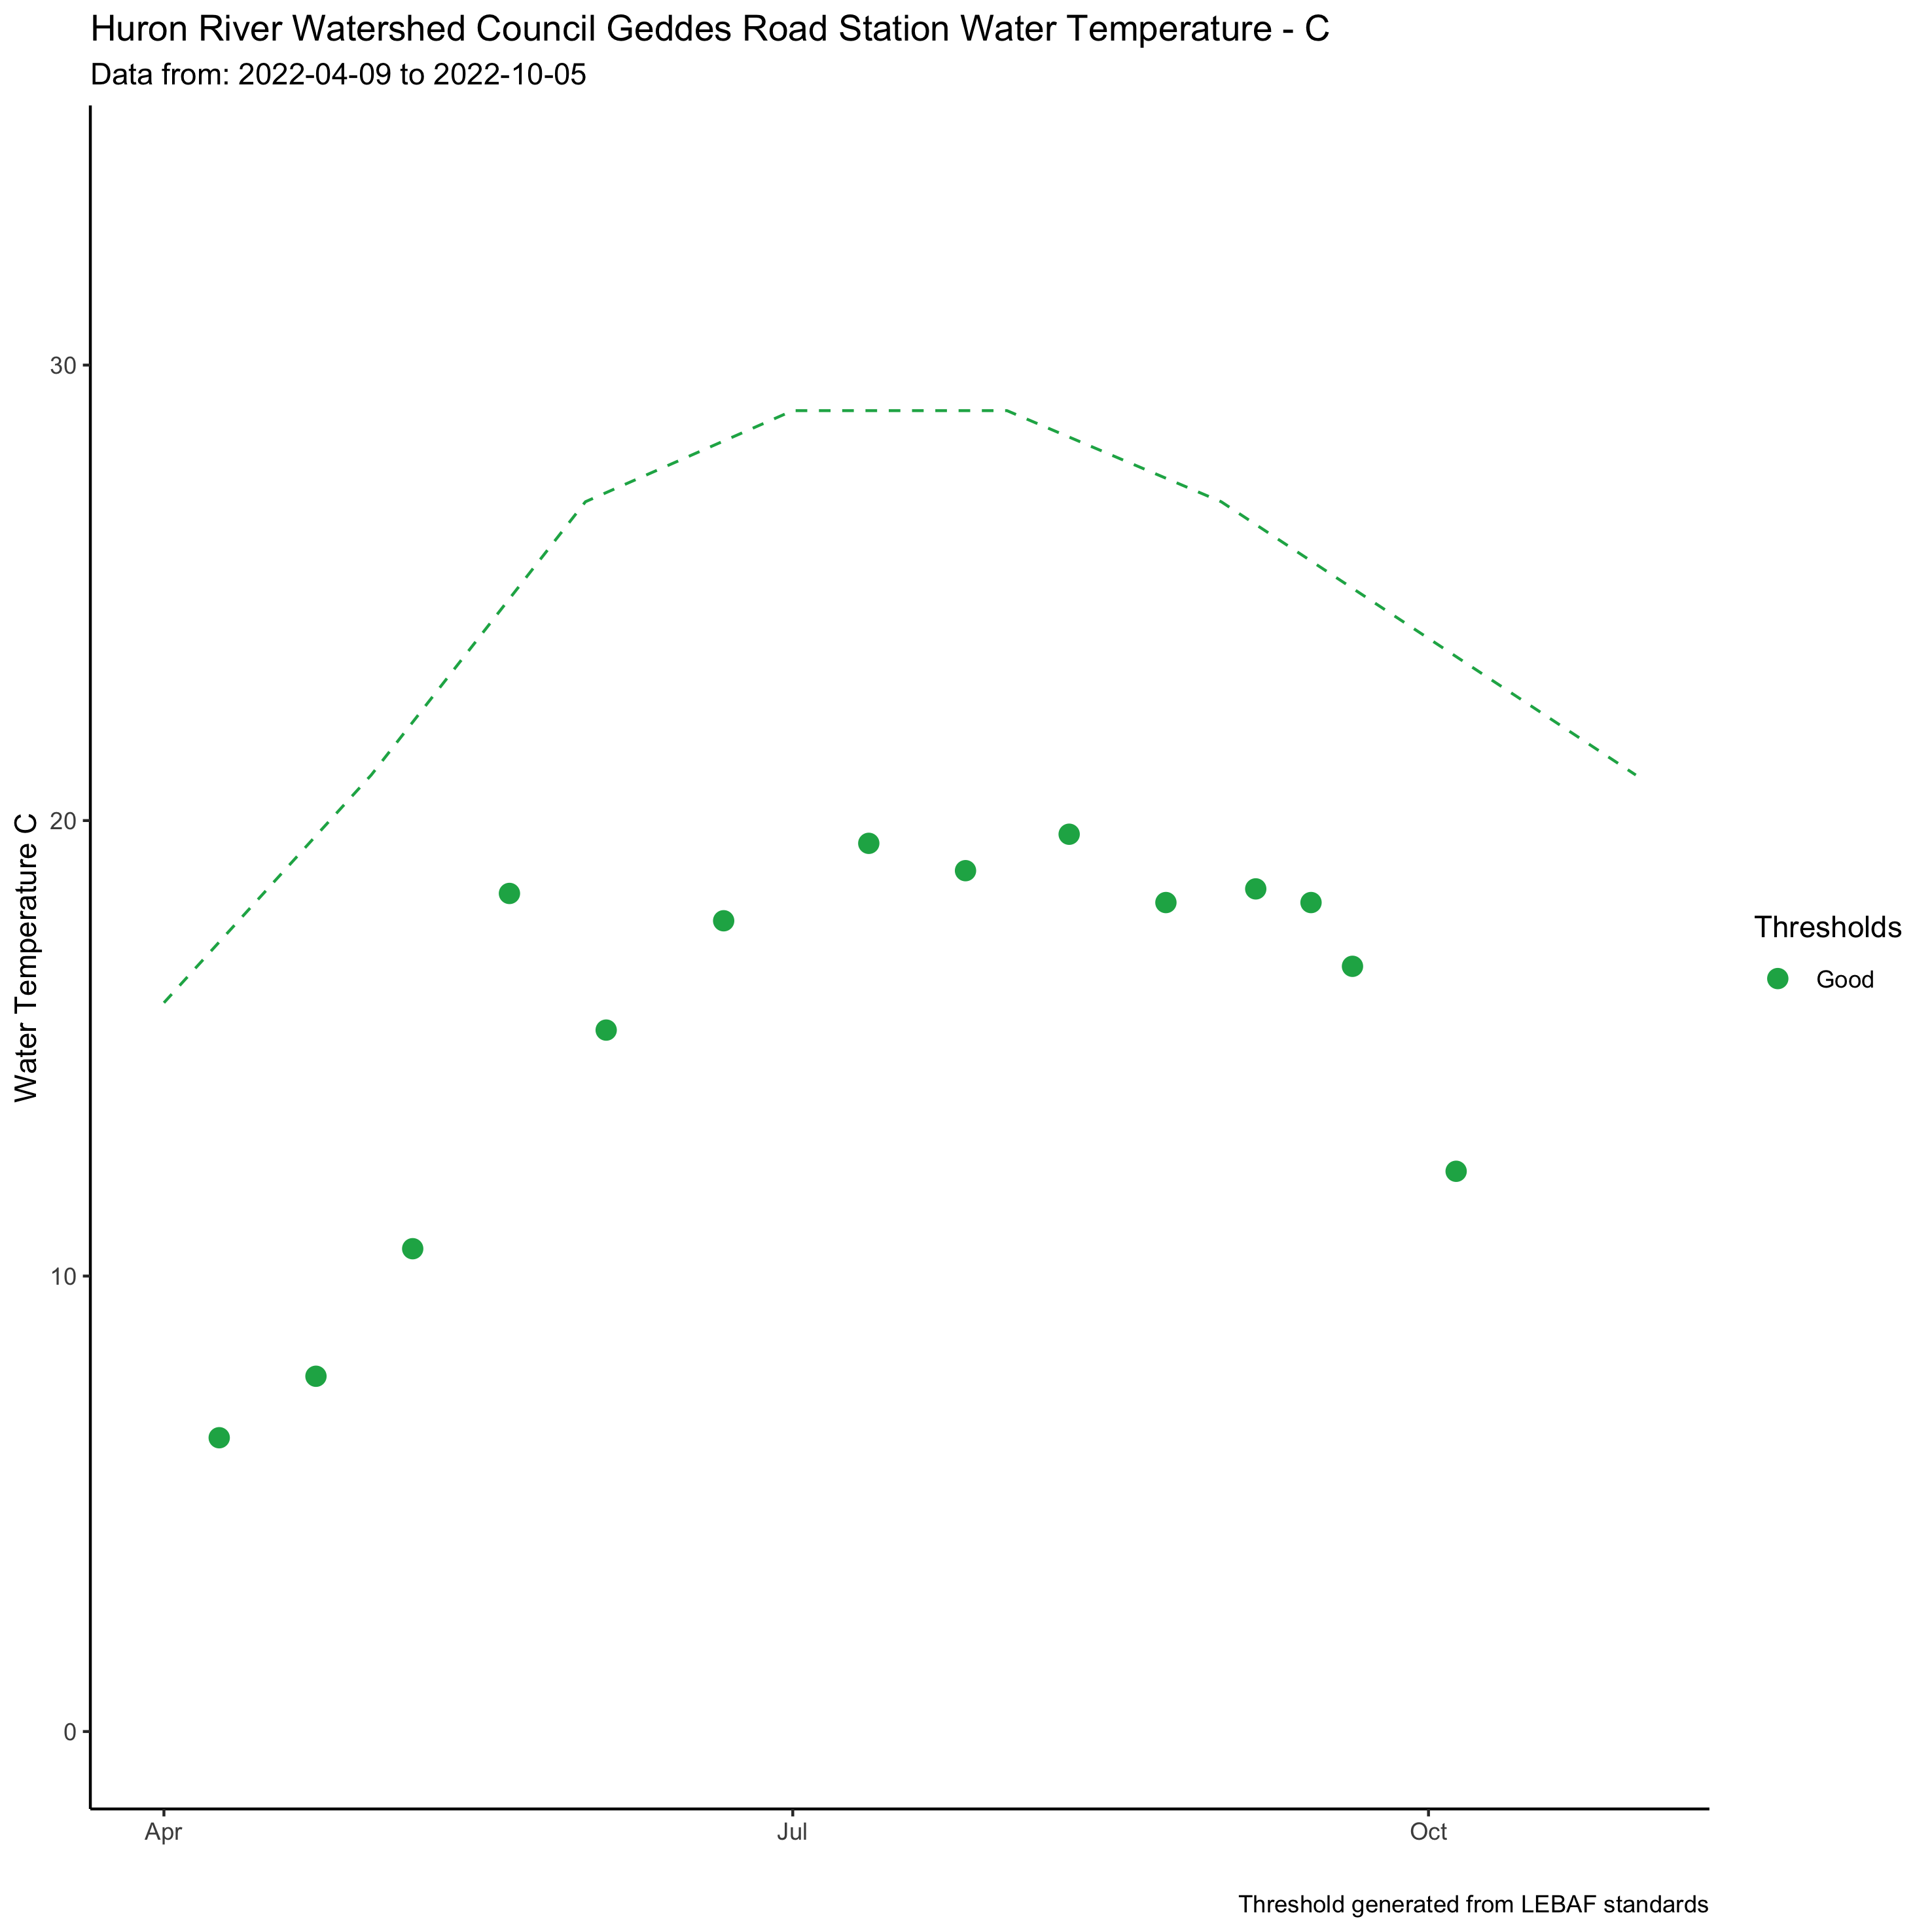 Huron River Watershed Council Geddes Road Station Water Temperature - C
Data from: 2022-04-09 to 2022-10-05
Water Temperature C
30
20
10
0
Apr
Jul
Oct
Thresholds
Good
Threshold generated from LEBAF standards